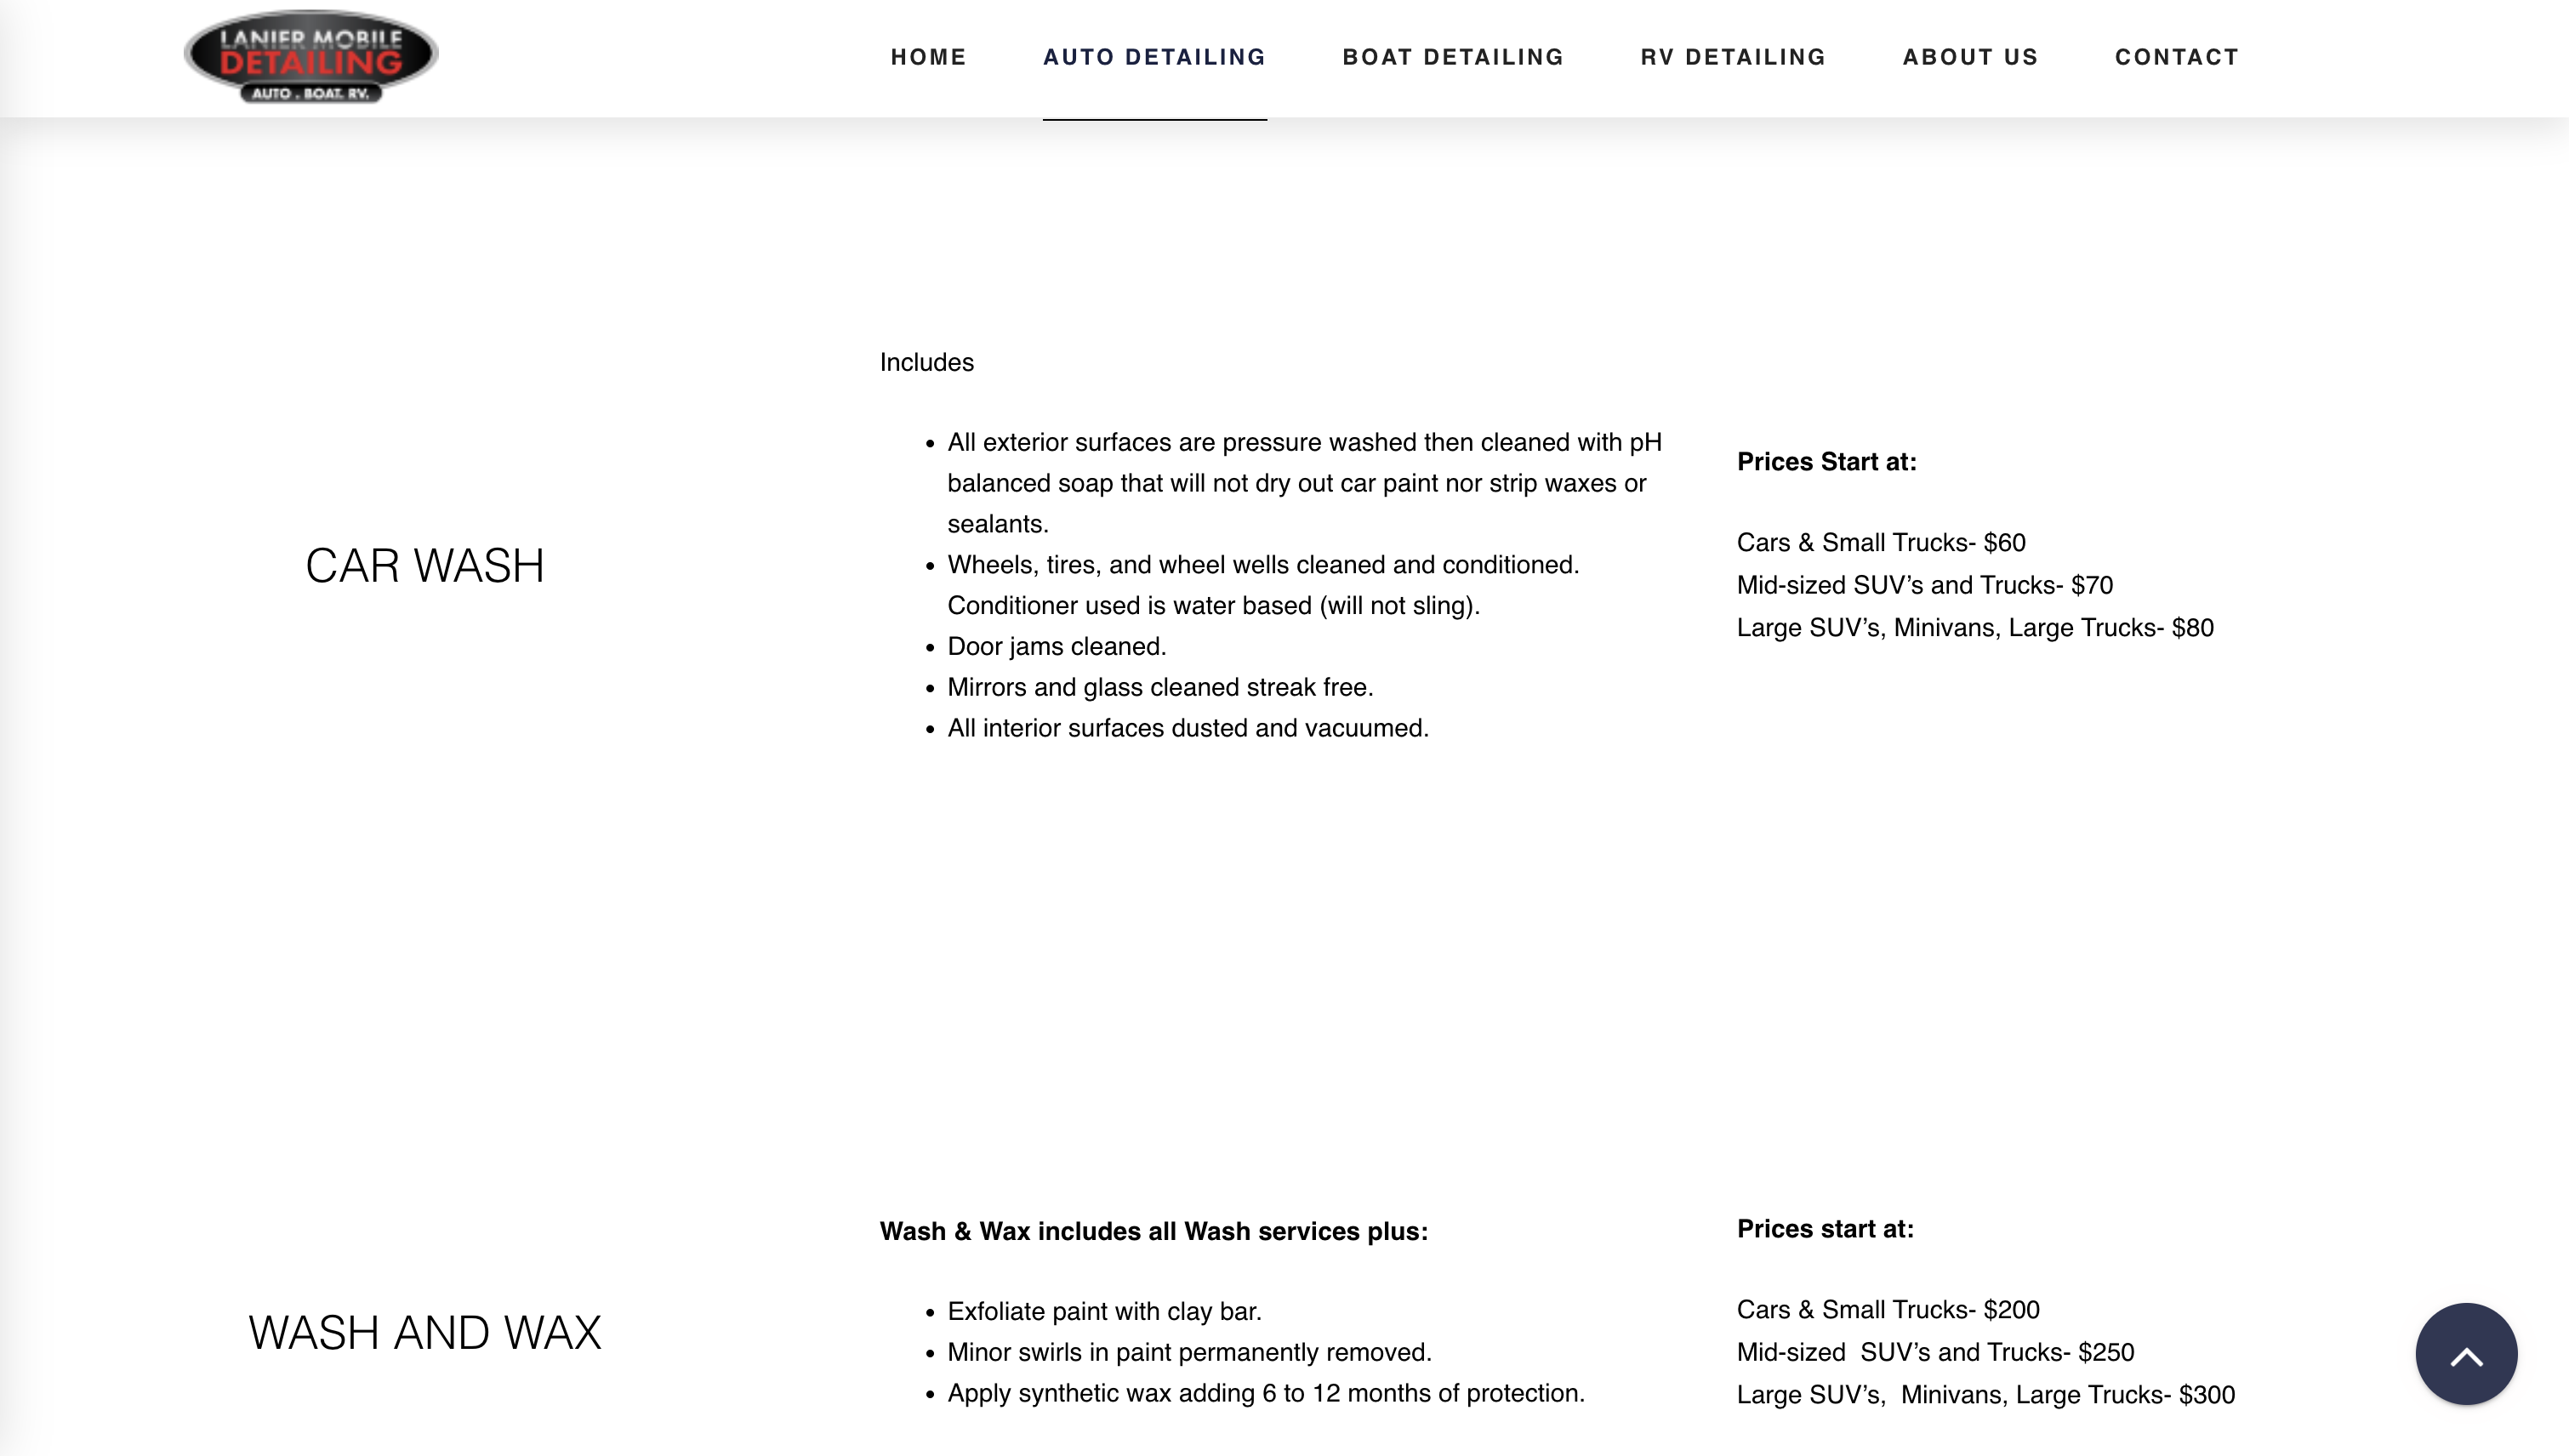 LANIER MOBILE
DETAILING
AUTO . BOAT. RV.
HOME
AUTO DETAILING
BOAT DETAILING
RV DETAILING
ABOUT US
CONTACT
CAR WASH
Includes
All exterior surfaces are pressure washed then cleaned with pH
balanced soap that will not dry out car paint nor strip waxes or
sealants.
Wheels, tires, and wheel wells cleaned and conditioned.
Conditioner used is water based (will not sling).
Door jams cleaned.
Mirrors and glass cleaned streak free.
All interior surfaces dusted and vacuumed.
Prices Start at:
Cars & Small Trucks- $60
Mid-sized SUV’s and Trucks- $70
Large SUV’s, Minivans, Large Trucks- $80
WASH AND WAX
Wash & Wax includes all Wash services plus:
Exfoliate paint with clay bar.
Minor swirls in paint permanently removed.
Apply synthetic wax adding 6 to 12 months of protection.
Prices start at:
Cars & Small Trucks- $200
Mid-sized  SUV’s and Trucks- $250
Large SUV’s,  Minivans, Large Trucks- $300